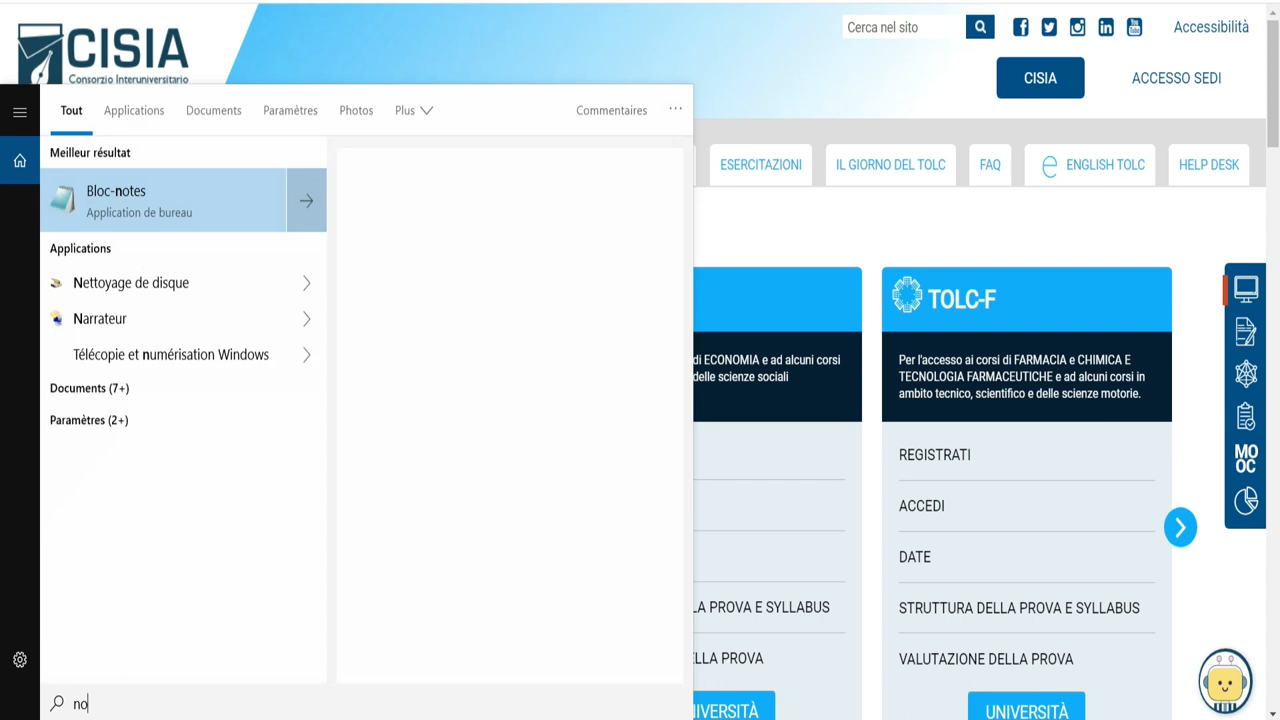 CISIA
Consorzio Interuniversitario
Cerca nel sito
You
Tube
Accessibilità
CISIA
ACCESSO SEDI
Tout
Applications
Documents
Paramètres
Photos
Plus
Commentaires
...
Meilleur résultat
Bloc-notes
Application de bureau
Applications
Nettoyage de disque
Narrateur
Télécopie et numérisation Windows
Documents (7+)
Paramètres (2+)
no
ESERCITAZIONI
IL GIORNO DEL TOLC
FAQ
ENGLISH TOLC
HELP DESK
di ECONOMIA e ad alcuni corsi
delle scienze sociali
LA PROVA E SYLLABUS
LLA PROVA
IVERSITÀ
TOLC-F
Per l'accesso ai corsi di FARMACIA e CHIMICA E
TECNOLOGIA FARMACEUTICHE e ad alcuni corsi in
ambito tecnico, scientifico e delle scienze motorie.
REGISTRATI
ACCEDI
DATE
STRUTTURA DELLA PROVA E SYLLABUS
VALUTAZIONE DELLA PROVA
UNIVERSITÀ
MO
OC